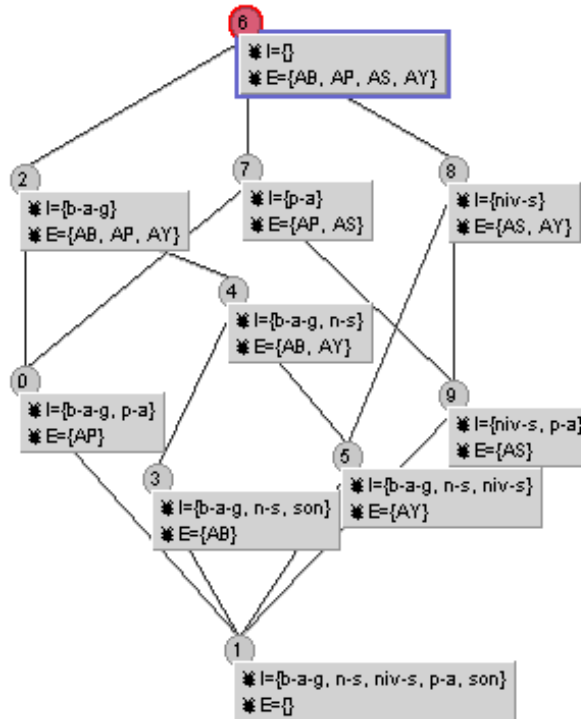 6
I={}
E={AB, AP, AS, AY}
2
I={b-a-g}
E={AB, AP, AY}
7
I={p-a}
E={AP, AS}
8
I={niv-s}
E={AS, AY}
4
I={b-a-g, n-s}
E={AB, AY}
0
I={b-a-g, p-a}
E={AP}
9
I={niv-s, p-a}
E={AS}
3
I={b-a-g, n-s, son}
E={AB}
5
I={b-a-g, n-s, niv-s}
E={AY}
1
I={b-a-g, n-s, niv-s, p-a, son}
E={}